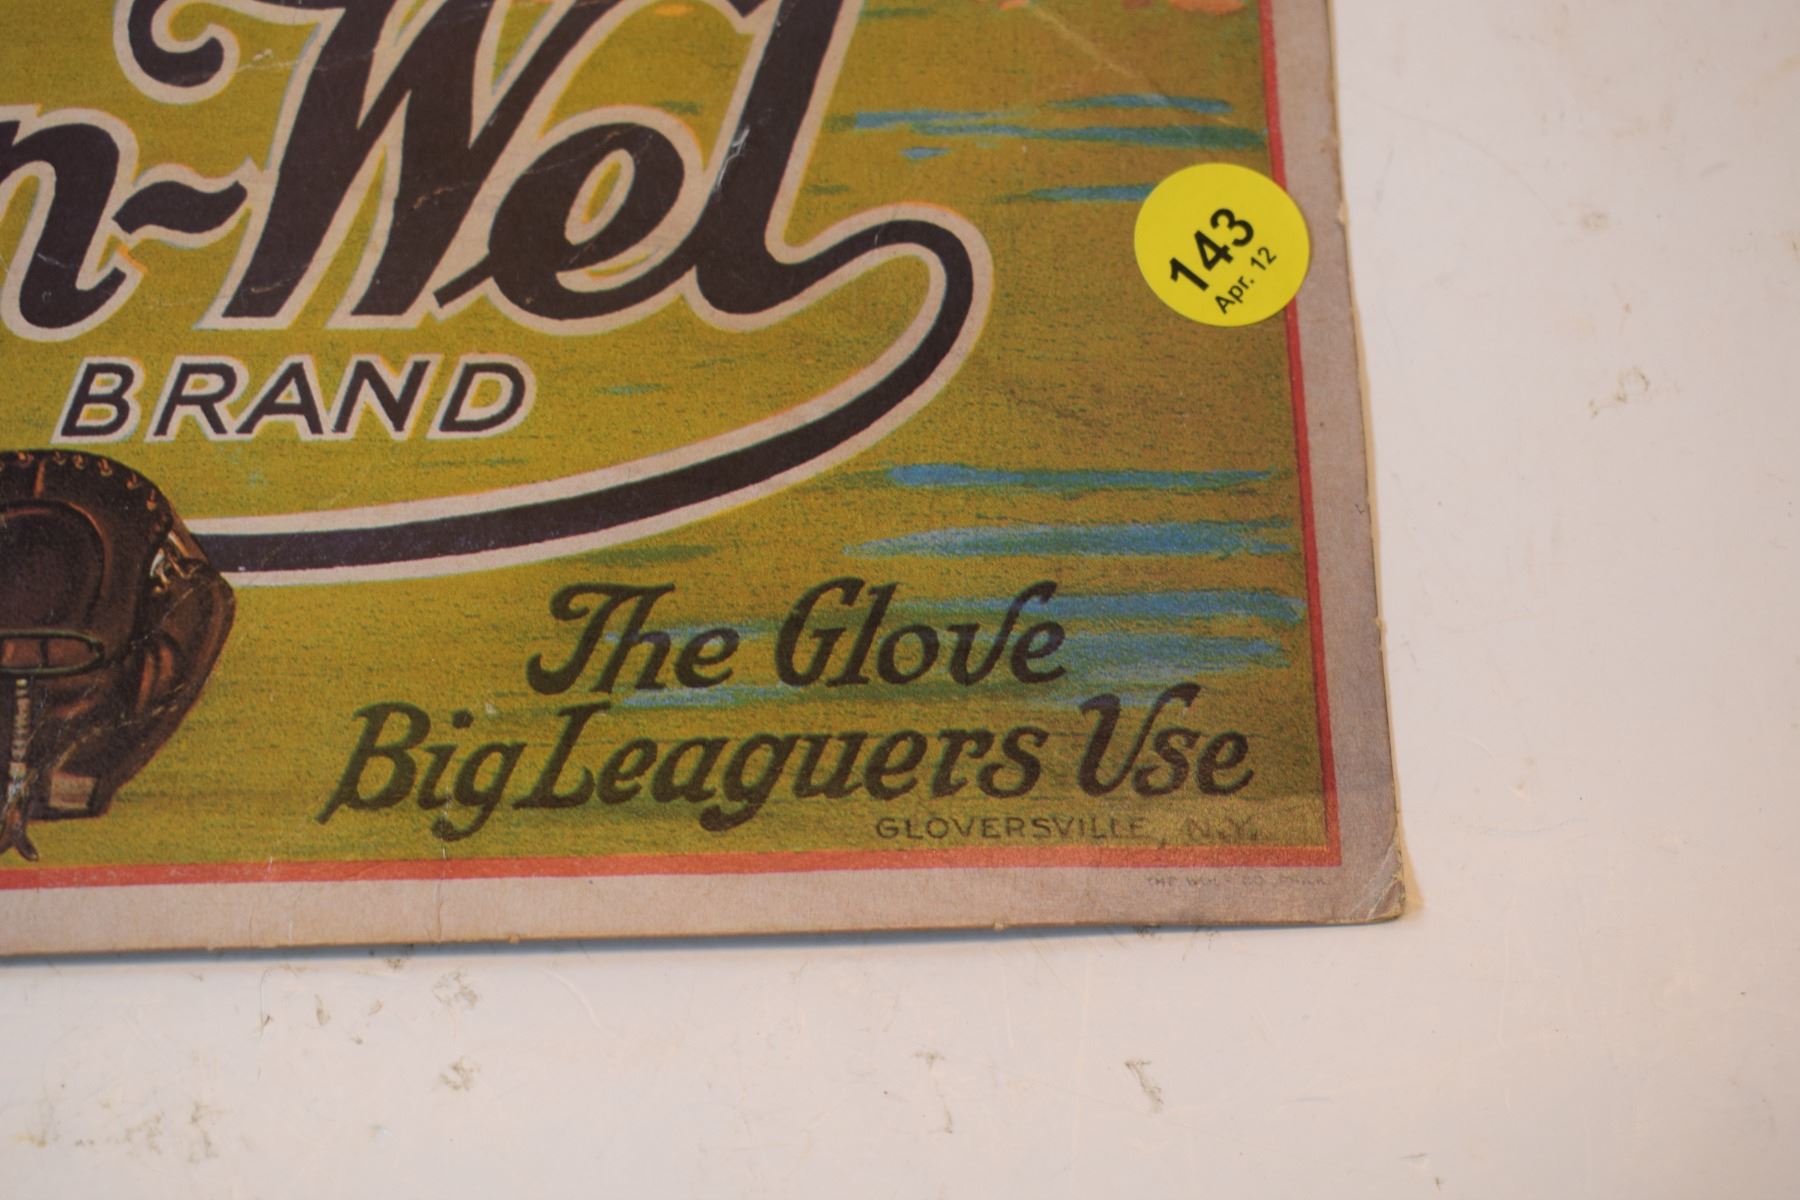 n-Wel
143
Apr. 12
BRAND
The Glove
Big Leaguers Use
GLOVERSVILLE, N.Y.